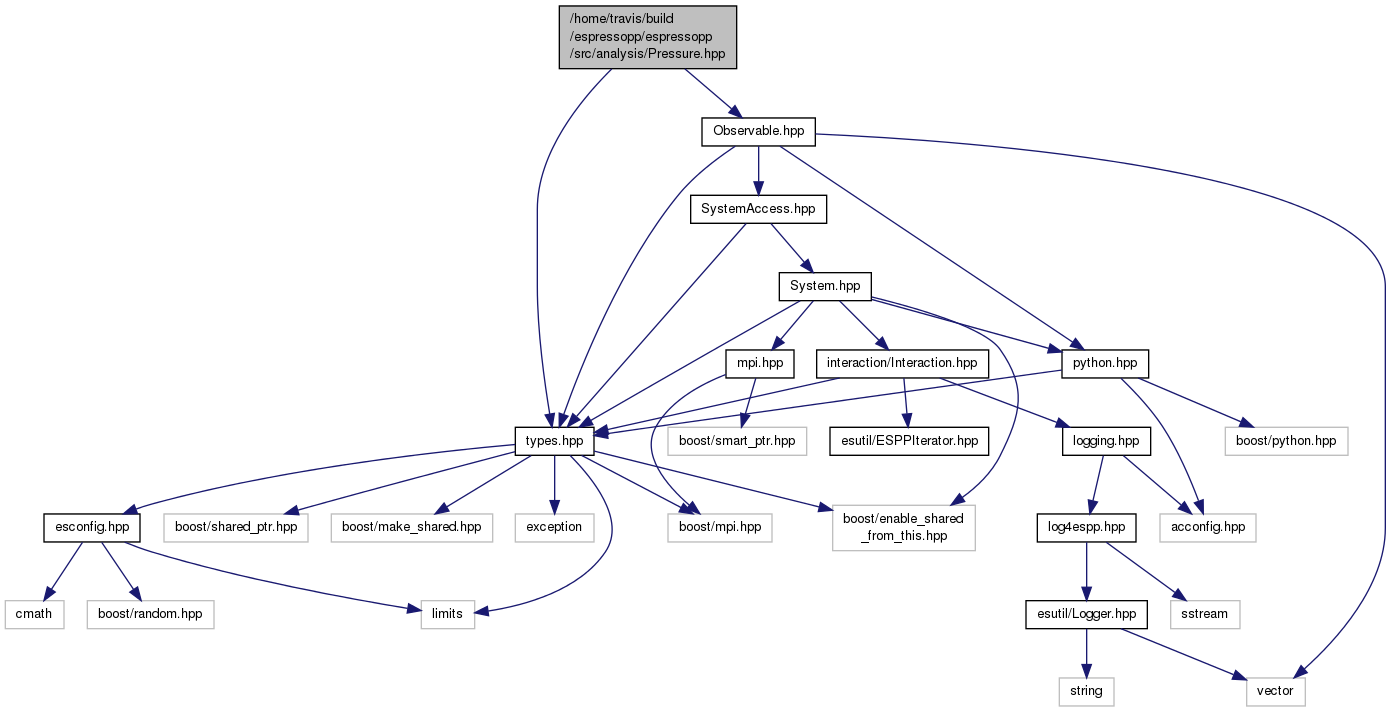 /home/travis/build
/espressopp/espressopp
/src/analysis/Pressure.hpp
Observable.hpp
SystemAccess.hpp
System.hpp
mpi.hpp
interaction/Interaction.hpp
python.hpp
types.hpp
boost/smart_ptr.hpp
esutil/ESPPIterator.hpp
logging.hpp
boost/python.hpp
esconfig.hpp
boost/shared_ptr.hpp
boost/make_shared.hpp
exception
boost/mpi.hpp
boost/enable_shared
_from_this.hpp
log4espp.hpp
acconfig.hpp
cmath
boost/random.hpp
limits
esutil/Logger.hpp
sstream
string
vector